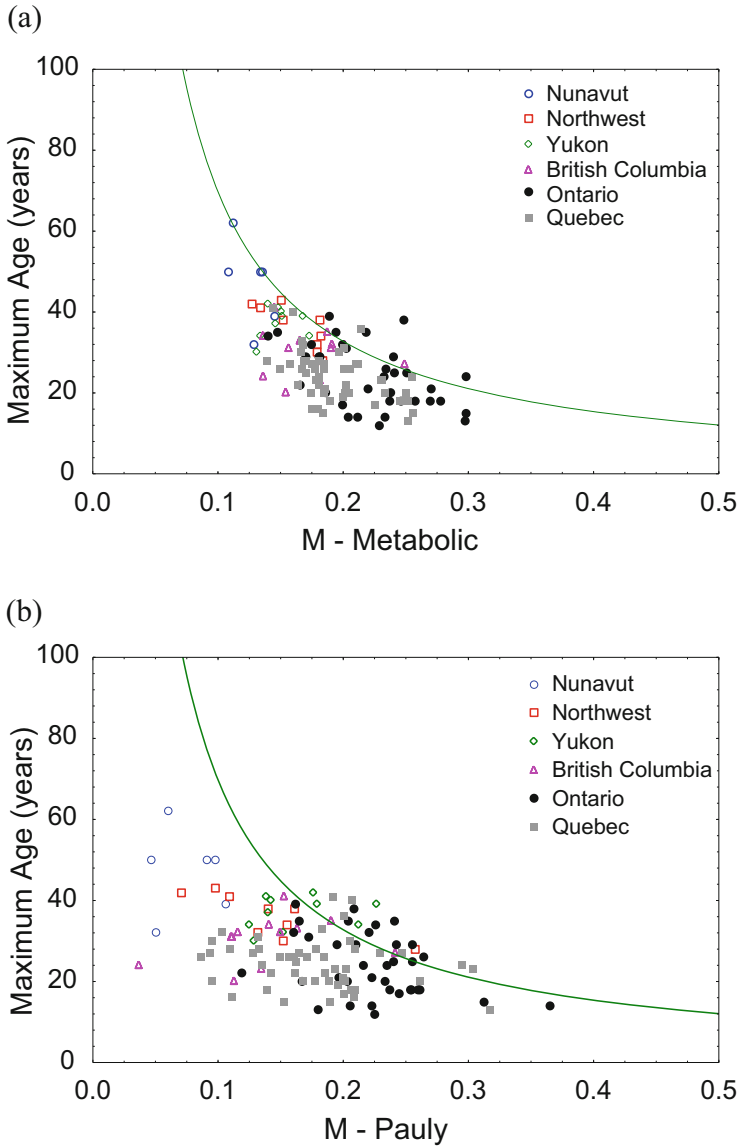 (a)
100
80
60
40
20
0
Maximum Age (years)
Nunavut
Northwest
Yukon
British Columbia
Ontario
Quebec
0.0 0.1 0.2 0.3 0.4 0.5
M - Metabolic
(b)
100
80
60
40
20
0
Maximum Age (years)
Nunavut
Northwest
Yukon
British Columbia
Ontario
Quebec
0.0 0.1 0.2 0.3 0.4 0.5
M - Pauly